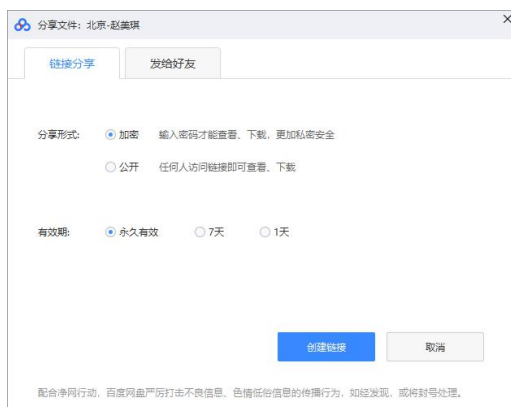 分享文件：北京-赵美琪
链接分享 发给好友
分享形式: 加密 输入密码才能查看、下载，更加私密安全
公开 任何人访问链接即可查看、下载
有效期: 永久有效 7天 1天
创建链接 取消
配合净网行动，百度网盘严厉打击不良信息、色情低俗信息的传播行为，如经发现，或将封号处理。